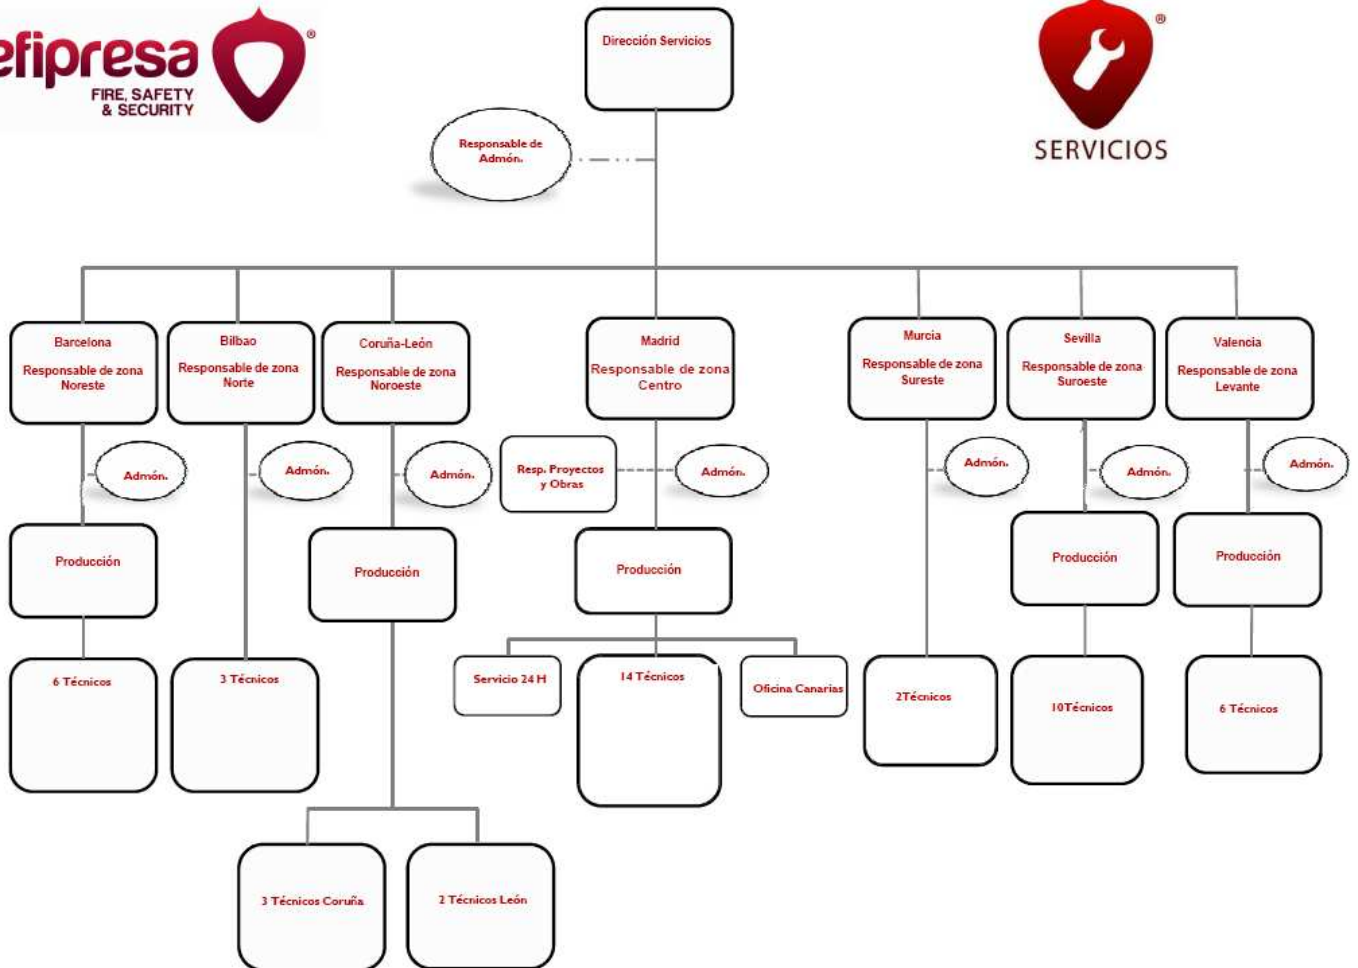 efipresa
FIRE, SAFETY
& SECURITY
®
Dirección Servicios
®
SERVICIOS
Responsable de
Admón.
Barcelona
Responsable de zona
Noreste
Bilbao
Responsable de zona
Norte
Coruña-León
Responsable de zona
Noroeste
Madrid
Responsable de zona
Centro
Murcia
Responsable de zona
Sureste
Sevilla
Responsable de zona
Suroeste
Valencia
Responsable de zona
Levante
Admón.
Admón.
Admón.
Resp. Proyectos
y Obras
Admón.
Admón.
Admón.
Admón.
Producción
Producción
Producción
Producción
Producción
6 Técnicos
3 Técnicos
Servicio 24 H
14 Técnicos
Oficina Canarias
2Técnicos
10Técnicos
6 Técnicos
3 Técnicos Coruña
2 Técnicos León